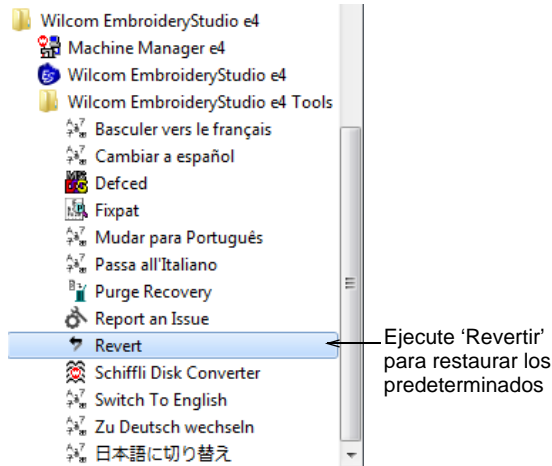 Wilcom EmbroideryStudio e4
Machine Manager e4
Wilcom EmbroideryStudio e4
Wilcom EmbroideryStudio e4 Tools
Basculer vers le français
Cambiar a español
Defced
Fixpat
Mudar para Português
Passa all'Italiano
Purge Recovery
Report an Issue
Revert
Schiffli Disk Converter
Switch To English
Zu Deutsch wechseln
日本語に切り替え
Ejecute ‘Revertir’
para restaurar los
predeterminados